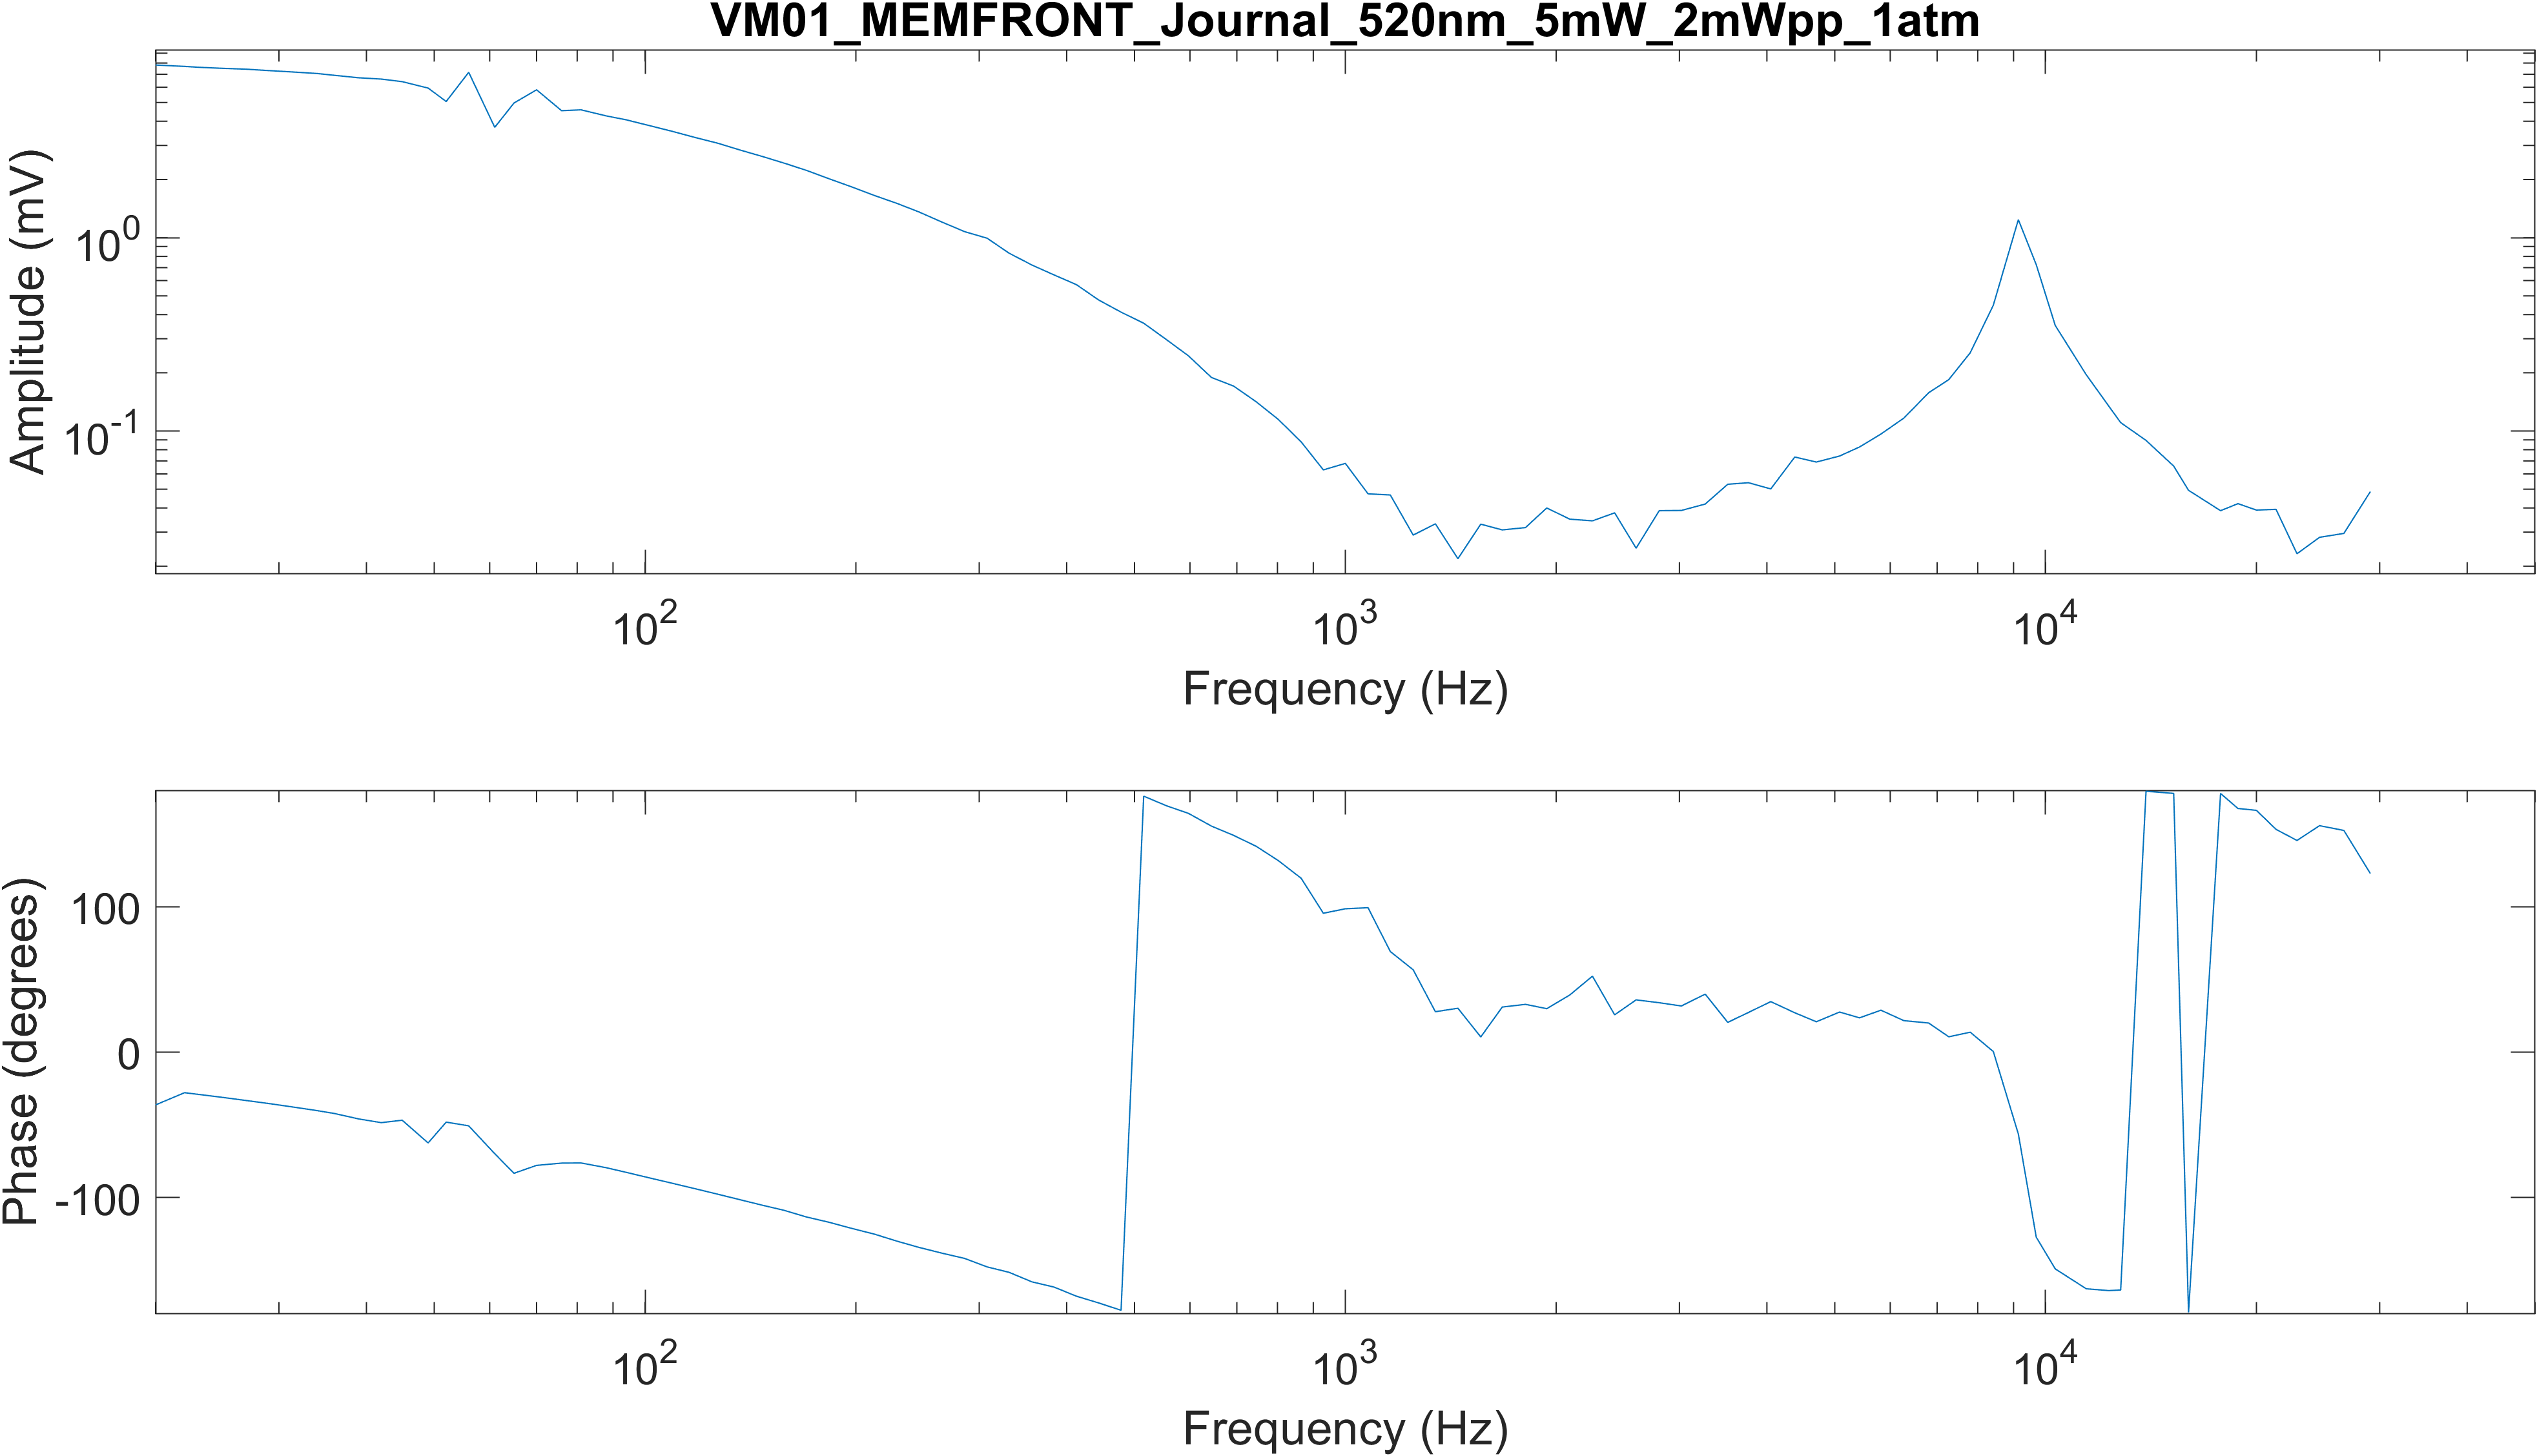 VM01_MEMFRONT_Journal_520nm_5mW_2mWpp_1atm
Amplitude (mV)
10^0
10^-1
10^2
10^3
10^4
Frequency (Hz)
Phase (degrees)
100
0
-100
10^2
10^3
10^4
Frequency (Hz)